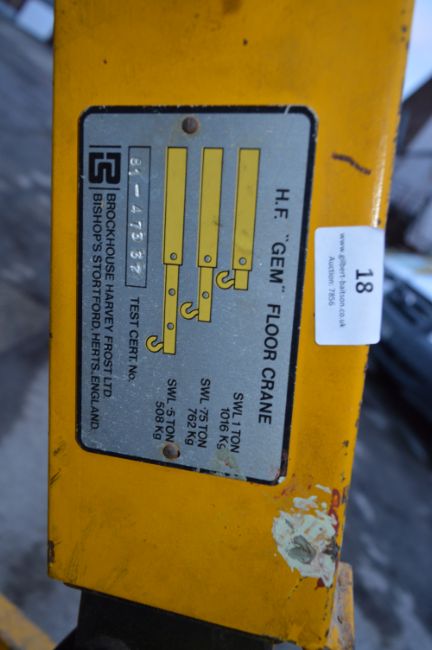 H.F. "GEM" FLOOR CRANE
SWL 1 TON
1016 KG
SWL ·75 TON
762 Kg
SWL ·5 TON
508 Kg
TEST CERT. No.
BROCKHOUSE HARVEY FROST LTD.
BISHOP'S STORTFORD, HERTS., ENGLAND.
18
www.gilbert-baitson.co.uk
Auction: 7856